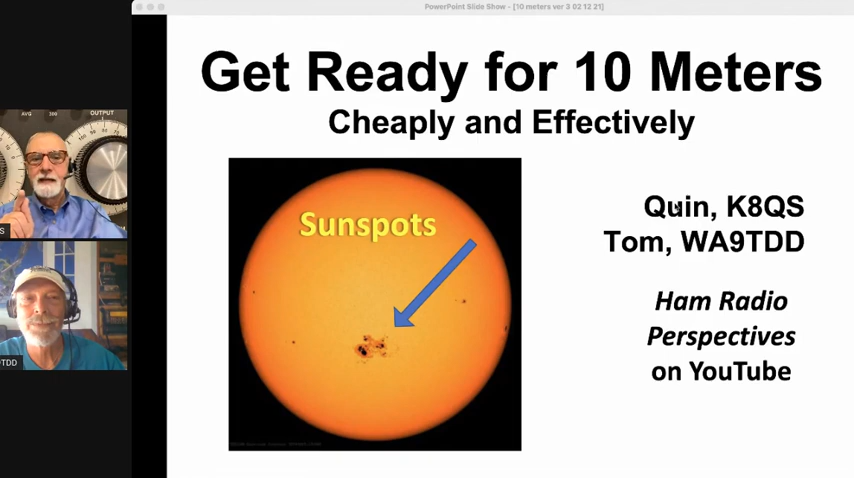 PowerPoint Slide Show - [10 meters ver 3 02 12 21]
Get Ready for 10 Meters
Cheaply and Effectively
AVG 300 OUTPUT
Sunspots
Quin, K8QS
Tom, WA9TDD
Ham Radio
Perspectives
on YouTube
S
TDD